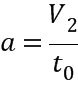 a = V₂ / t₀